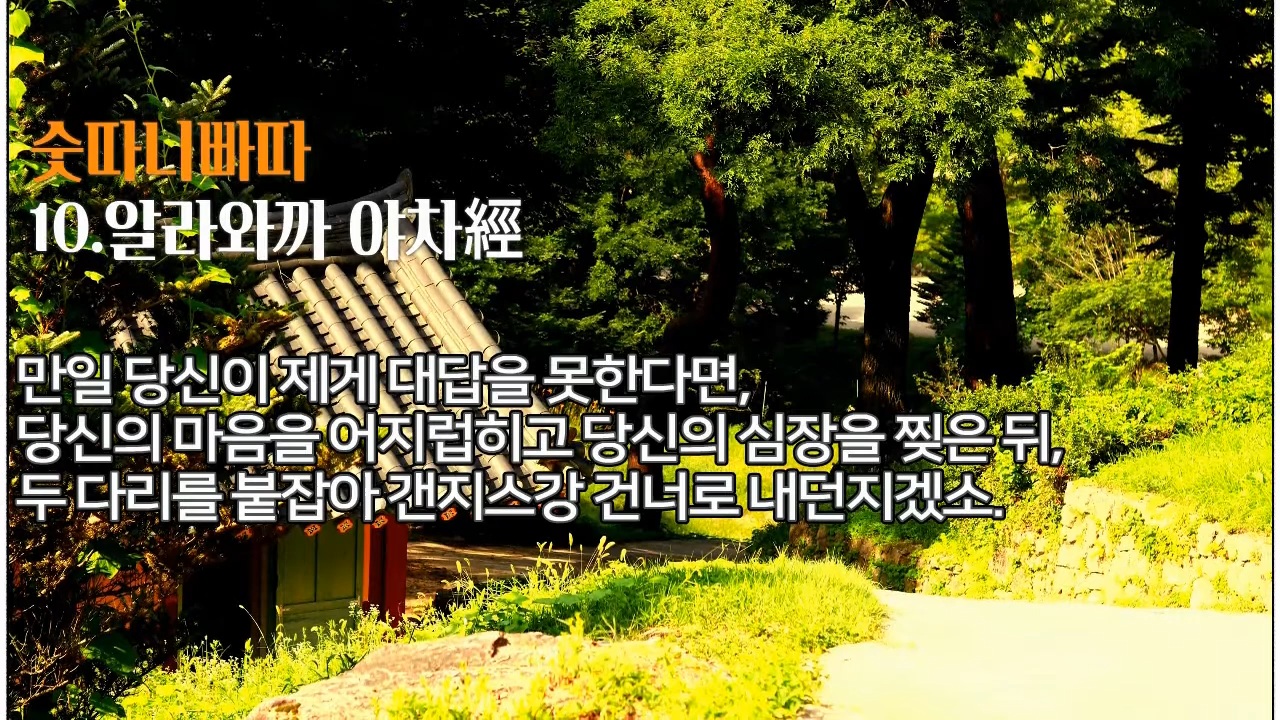 숫따니빠따
10.알라와까 야차經
만일 당신이 제게 대답을 못한다면,
당신의 마음을 어지럽히고 당신의 심장을 찢은 뒤,
두 다리를 붙잡아 갠지스강 건너로 내던지겠소.